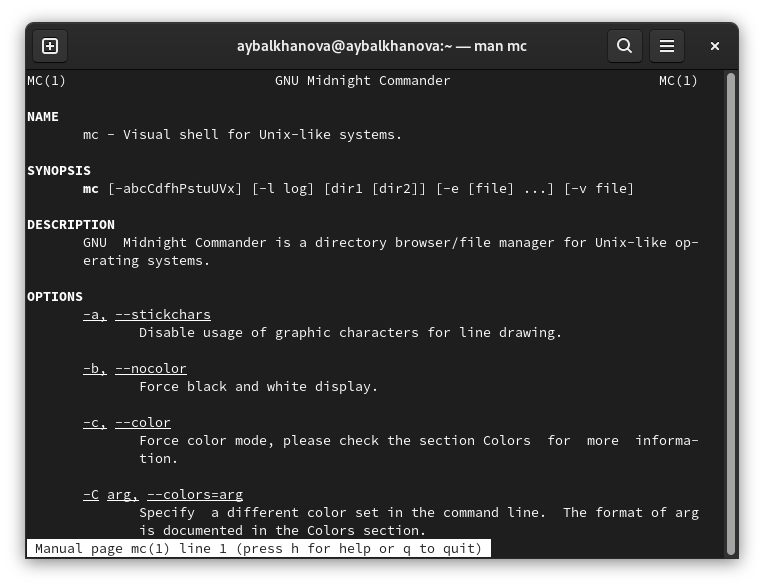 aybalkhanova@aybalkhanova:~ — man mc
MC(1) GNU Midnight Commander MC(1)
NAME
mc - Visual shell for Unix-like systems.
SYNOPSIS
mc [-abcCdfhPstuUVx] [-l log] [dir1 [dir2]] [-e [file] ...] [-v file]
DESCRIPTION
GNU  Midnight Commander is a directory browser/file manager for Unix-like op-
erating systems.
OPTIONS
-a, --stickchars
Disable usage of graphic characters for line drawing.
-b, --nocolor
Force black and white display.
-c, --color
Force color mode, please check the section Colors  for  more  informa-
tion.
-C arg, --colors=arg
Specify  a different color set in the command line.  The format of arg
is documented in the Colors section.
Manual page mc(1) line 1 (press h for help or q to quit)